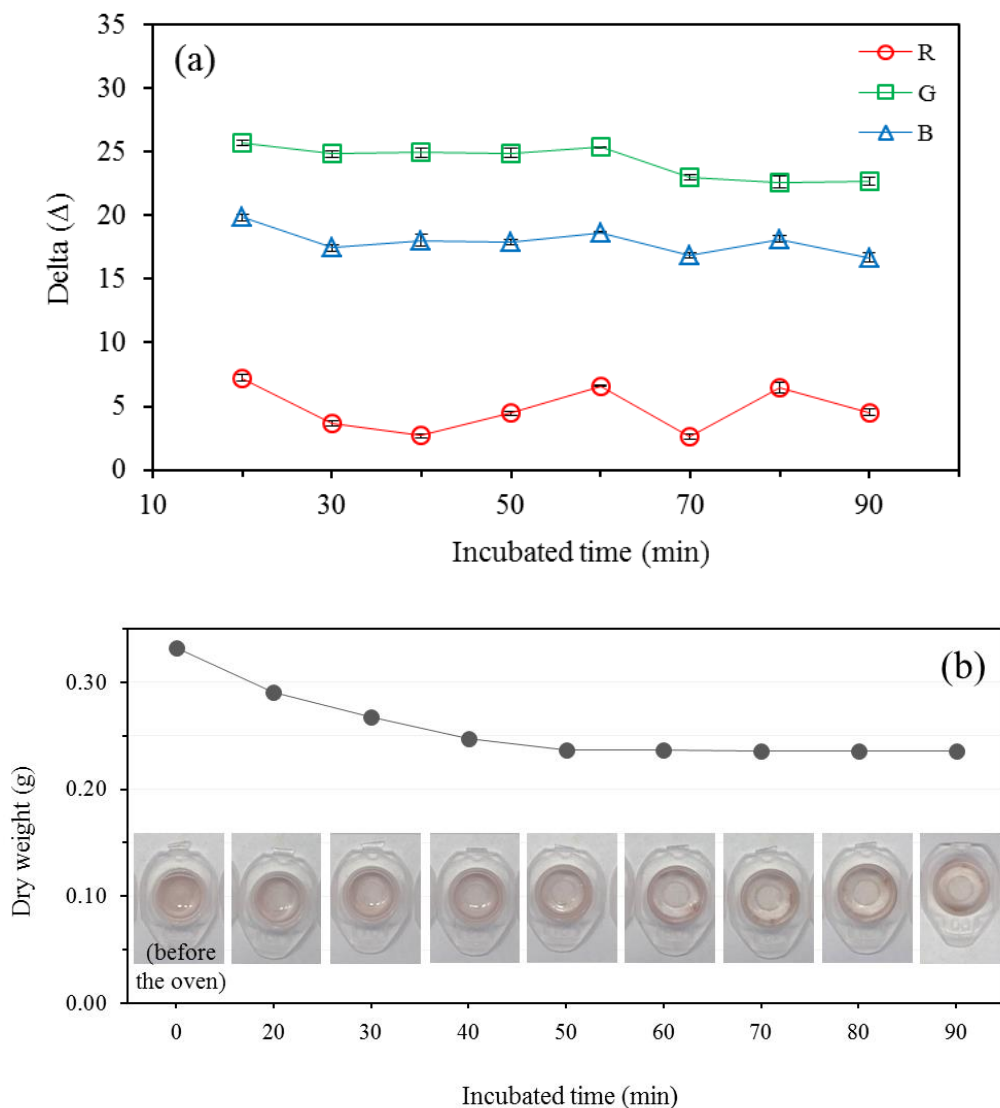 (a)
R
G
B
35
30
25
20
15
10
5
0
Delta (Δ)
10 30 50 70 90
Incubated time (min)
(b)
0.30
0.20
0.10
0.00
Dry weight (g)
(before
the oven)
0 20 30 40 50 60 70 80 90
Incubated time (min)